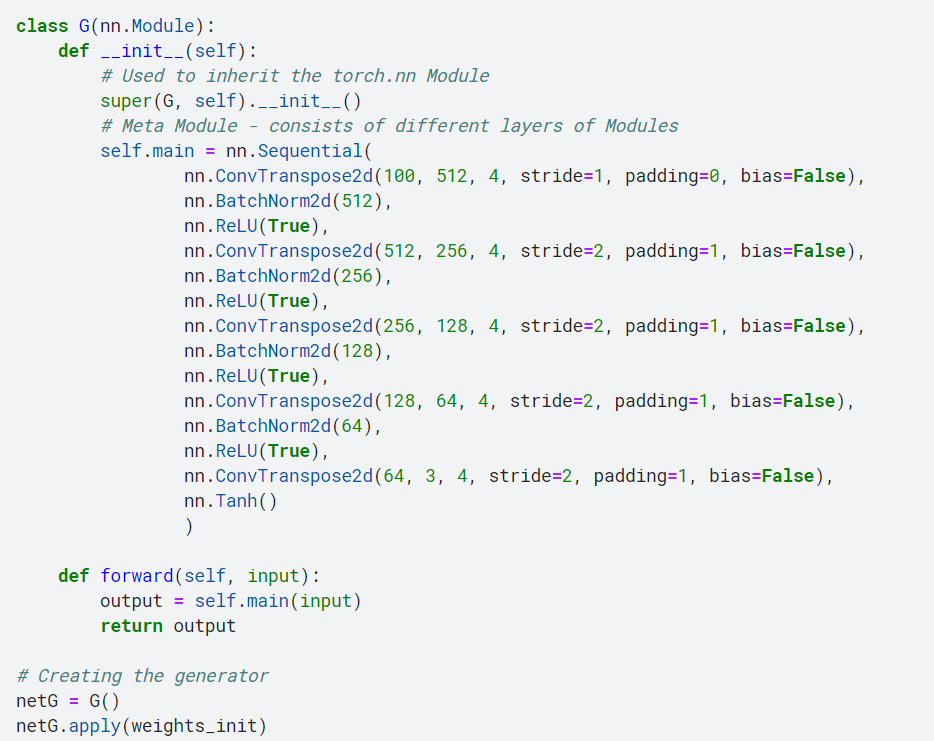 class G(nn.Module):
    def __init__(self):
        # Used to inherit the torch.nn Module
        super(G, self).__init__()
        # Meta Module - consists of different layers of Modules
        self.main = nn.Sequential(
                nn.ConvTranspose2d(100, 512, 4, stride=1, padding=0, bias=False),
                nn.BatchNorm2d(512),
                nn.ReLU(True),
                nn.ConvTranspose2d(512, 256, 4, stride=2, padding=1, bias=False),
                nn.BatchNorm2d(256),
                nn.ReLU(True),
                nn.ConvTranspose2d(256, 128, 4, stride=2, padding=1, bias=False),
                nn.BatchNorm2d(128),
                nn.ReLU(True),
                nn.ConvTranspose2d(128, 64, 4, stride=2, padding=1, bias=False),
                nn.BatchNorm2d(64),
                nn.ReLU(True),
                nn.ConvTranspose2d(64, 3, 4, stride=2, padding=1, bias=False),
                nn.Tanh()
                )
    def forward(self, input):
        output = self.main(input)
        return output
# Creating the generator
netG = G()
netG.apply(weights_init)